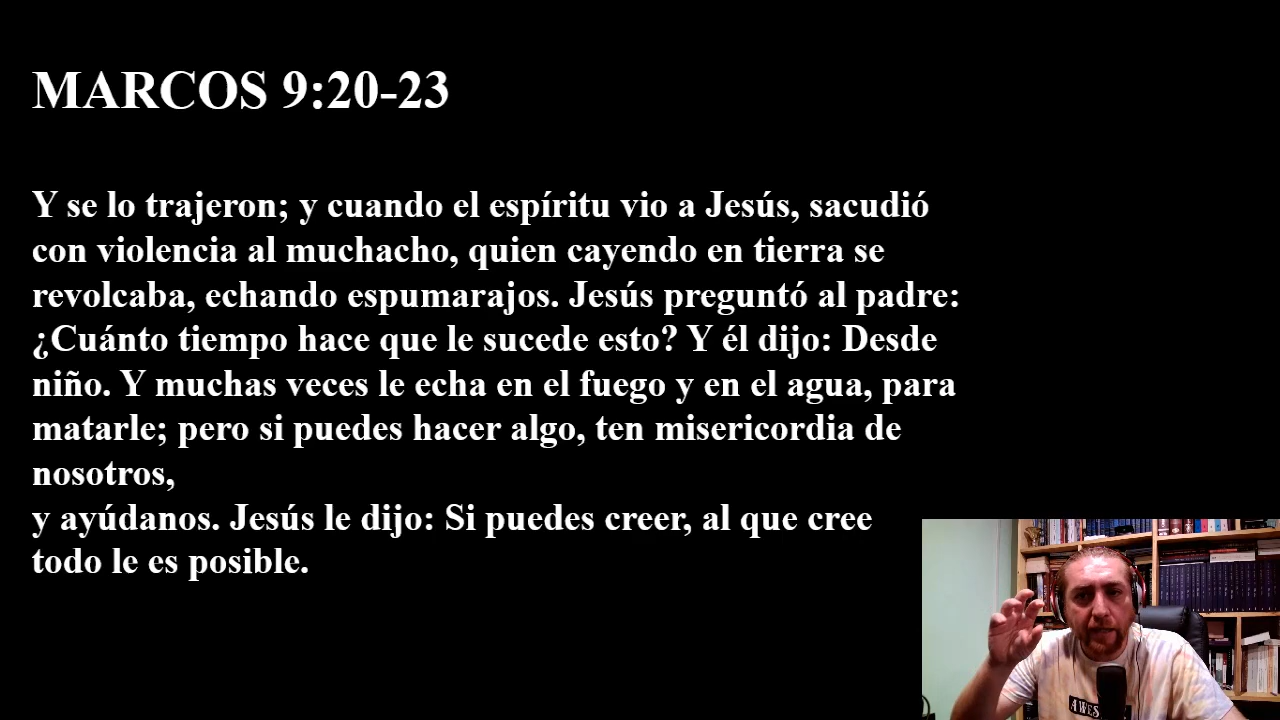 MARCOS 9:20-23
Y se lo trajeron; y cuando el espíritu vio a Jesús, sacudió
con violencia al muchacho, quien cayendo en tierra se
revolcaba, echando espumarajos. Jesús preguntó al padre:
¿Cuánto tiempo hace que le sucede esto? Y él dijo: Desde
niño. Y muchas veces le echa en el fuego y en el agua, para
matarle; pero si puedes hacer algo, ten misericordia de
nosotros,
y ayúdanos. Jesús le dijo: Si puedes creer, al que cree
todo le es posible.